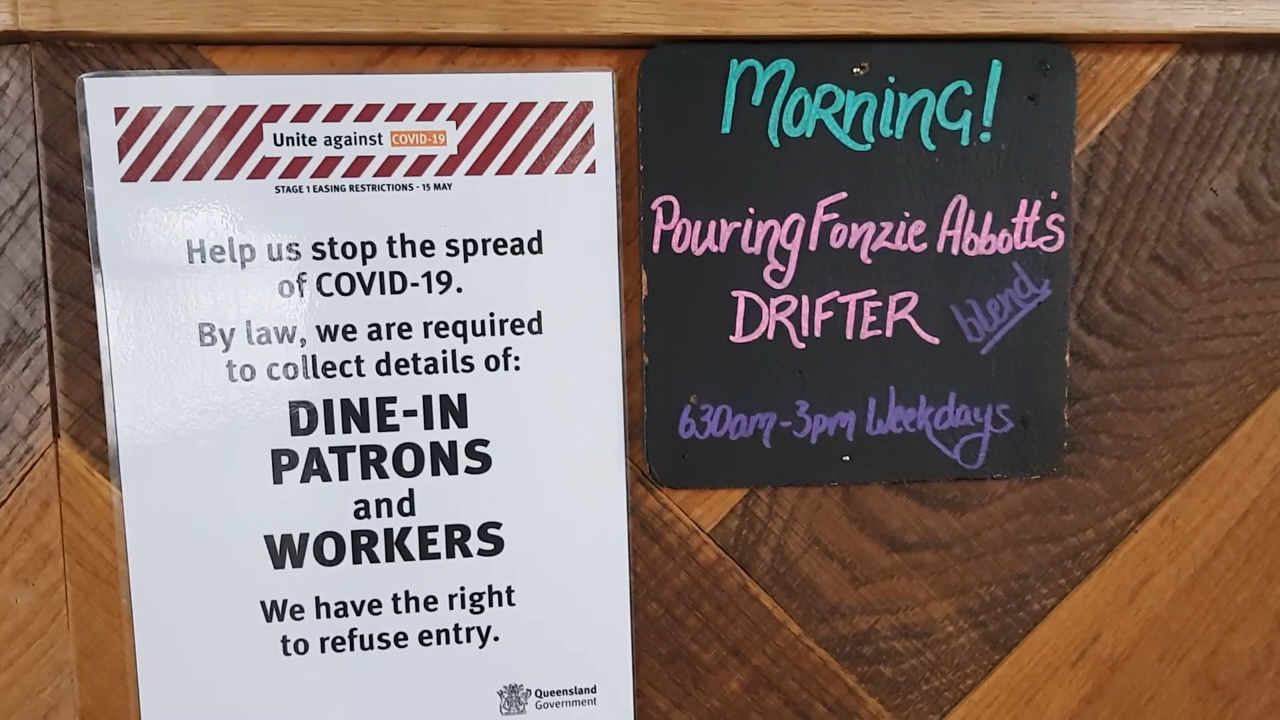 Unite against COVID-19
STAGE 1 EASING RESTRICTIONS - 15 MAY
Help us stop the spread
of COVID-19.
By law, we are required
to collect details of:
DINE-IN
PATRONS
and
WORKERS
We have the right
to refuse entry.
Queensland
Government
MORNING!
Pouring Fonzie Abbott's
DRIFTER blend
630am-3pm Weekdays